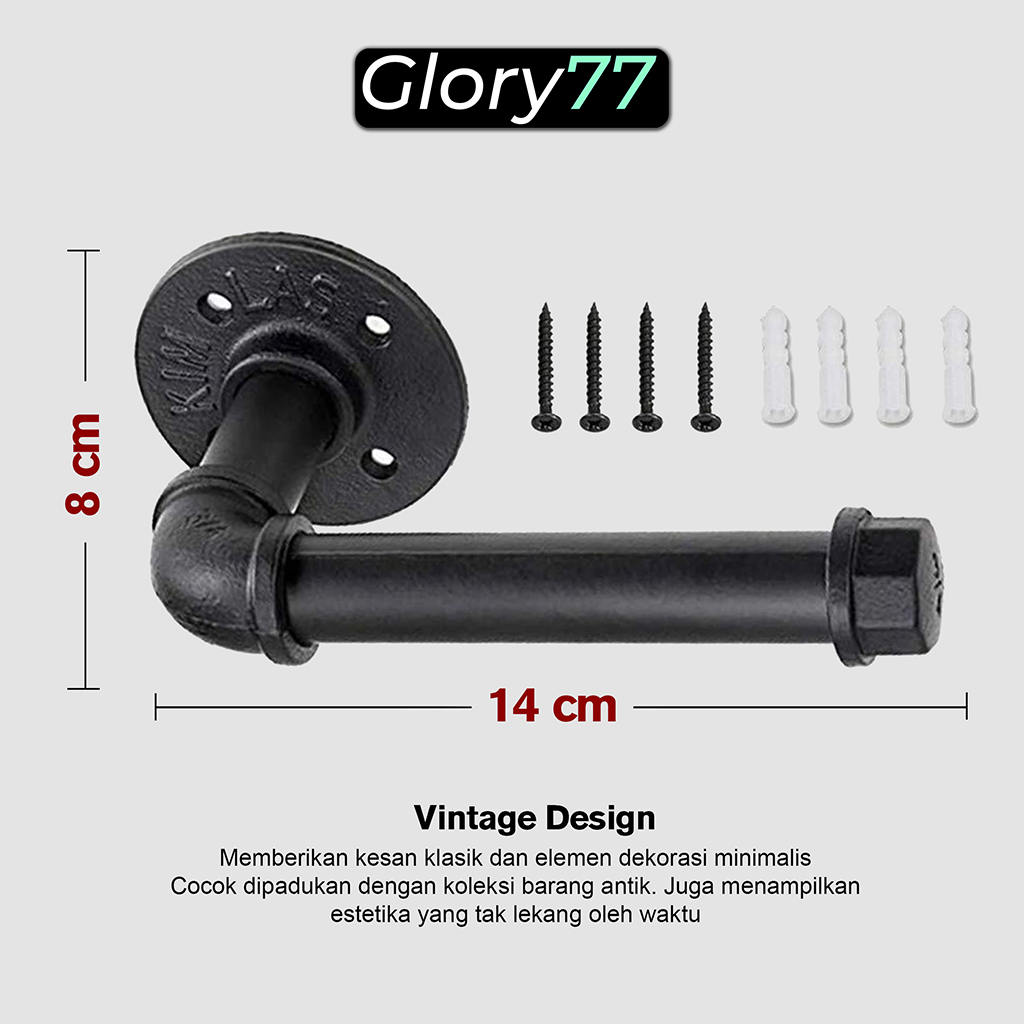 Glory77
KIM LAS
8 cm
14 cm
Vintage Design
Memberikan kesan klasik dan elemen dekorasi minimalis
Cocok dipadukan dengan koleksi barang antik. Juga menampilkan
estetika yang tak lekang oleh waktu